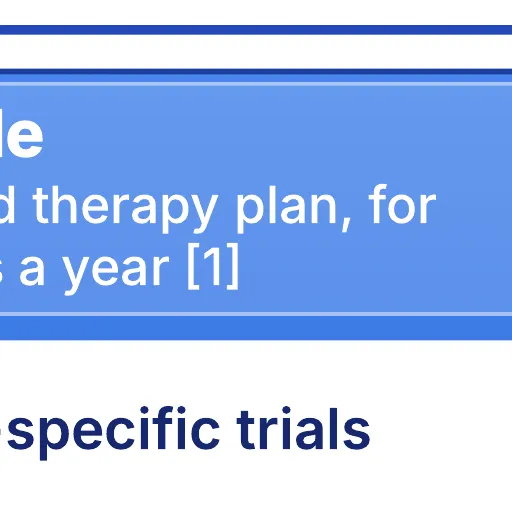 le
d therapy plan, for
s a year [1]
-specific trials